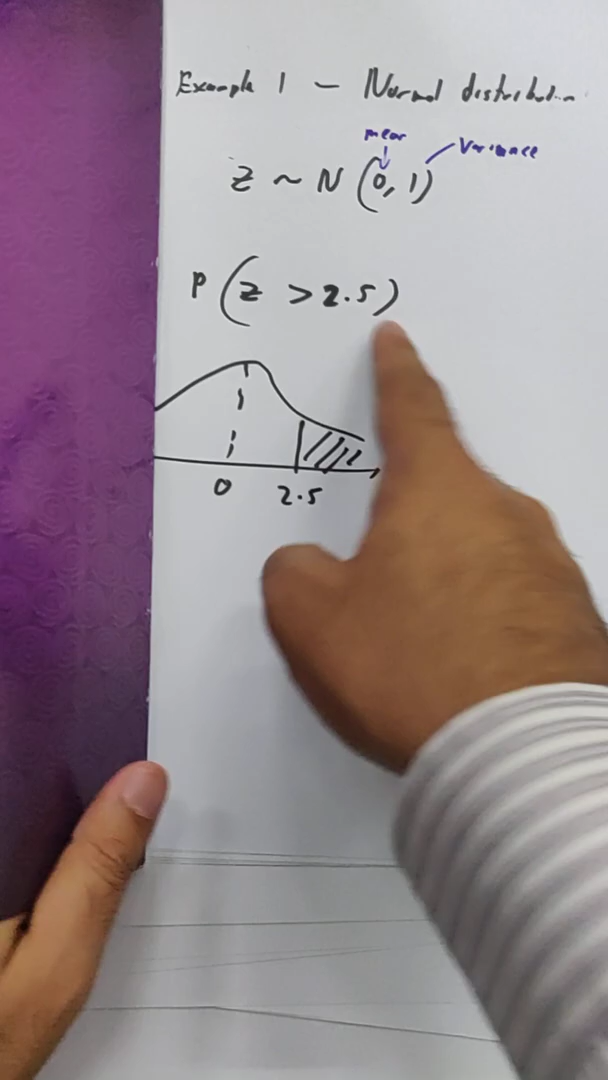 Example 1 – Normal distribution
mean Variance
Z ~ N (0, 1)
P (Z > 2.5)
0 2.5